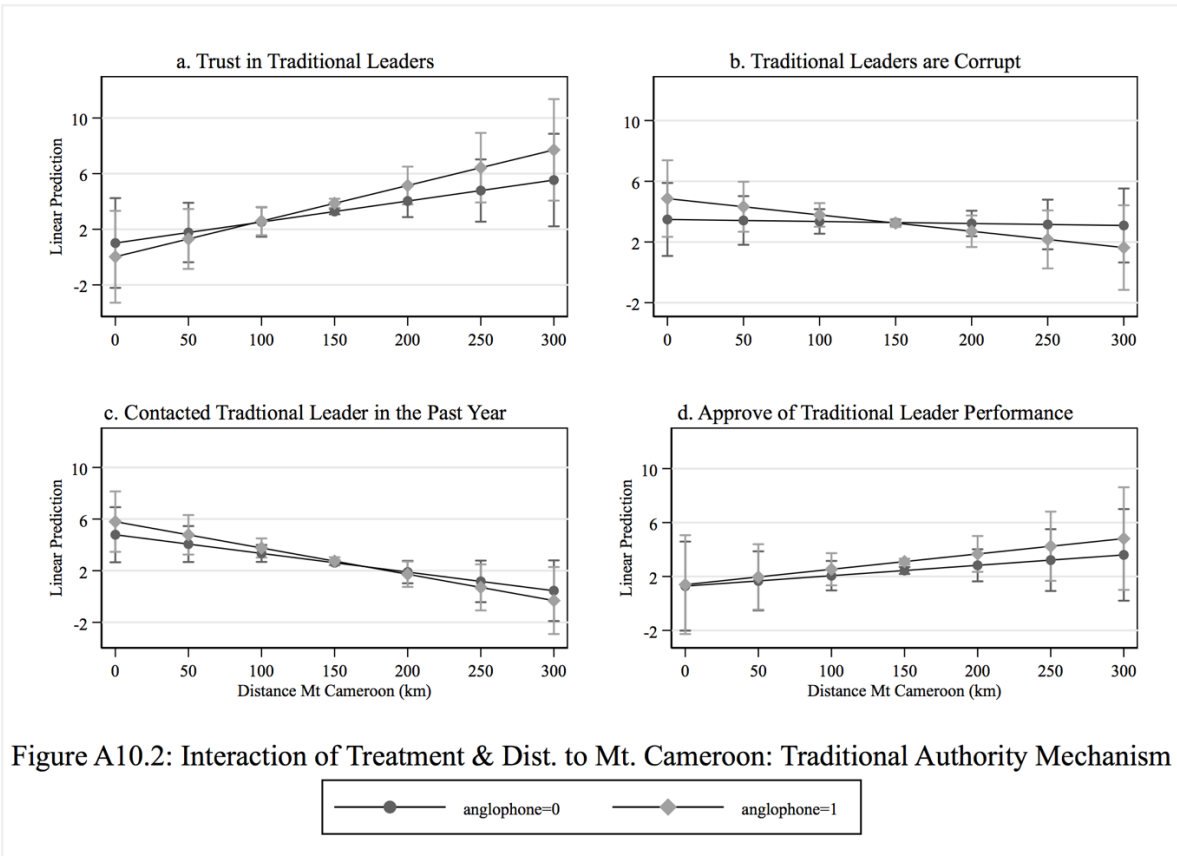 a. Trust in Traditional Leaders
10
6
2
-2
Linear Prediction
0 50 100 150 200 250 300
b. Traditional Leaders are Corrupt
10
6
2
-2
0 50 100 150 200 250 300
c. Contacted Tradtional Leader in the Past Year
10
6
2
-2
Linear Prediction
0 50 100 150 200 250 300
Distance Mt Cameroon (km)
d. Approve of Traditional Leader Performance
10
6
2
-2
Linear Prediction
0 50 100 150 200 250 300
Distance Mt Cameroon (km)
Figure A10.2: Interaction of Treatment & Dist. to Mt. Cameroon: Traditional Authority Mechanism
anglophone=0 anglophone=1